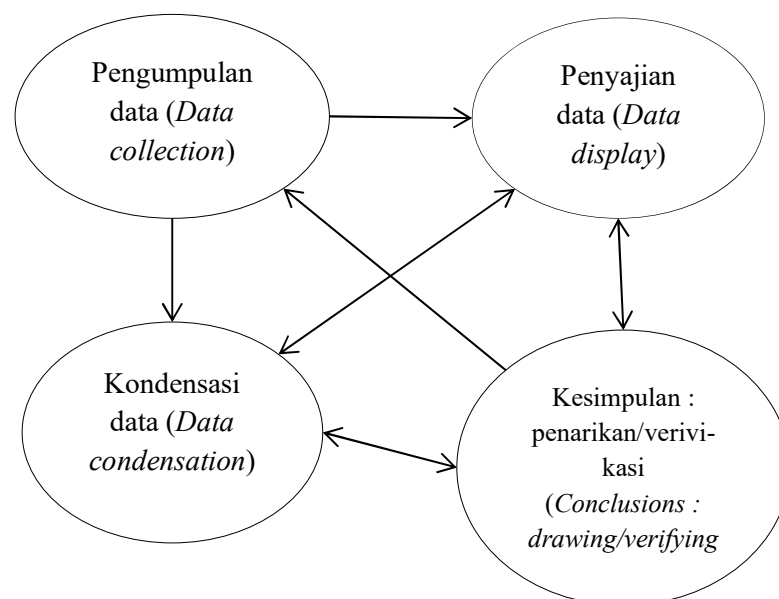 Pengumpulan
data (Data
collection)
Penyajian
data (Data
display)
Kondensasi
data (Data
condensation)
Kesimpulan :
penarikan/verivi-
kasi
(Conclusions :
drawing/verifying